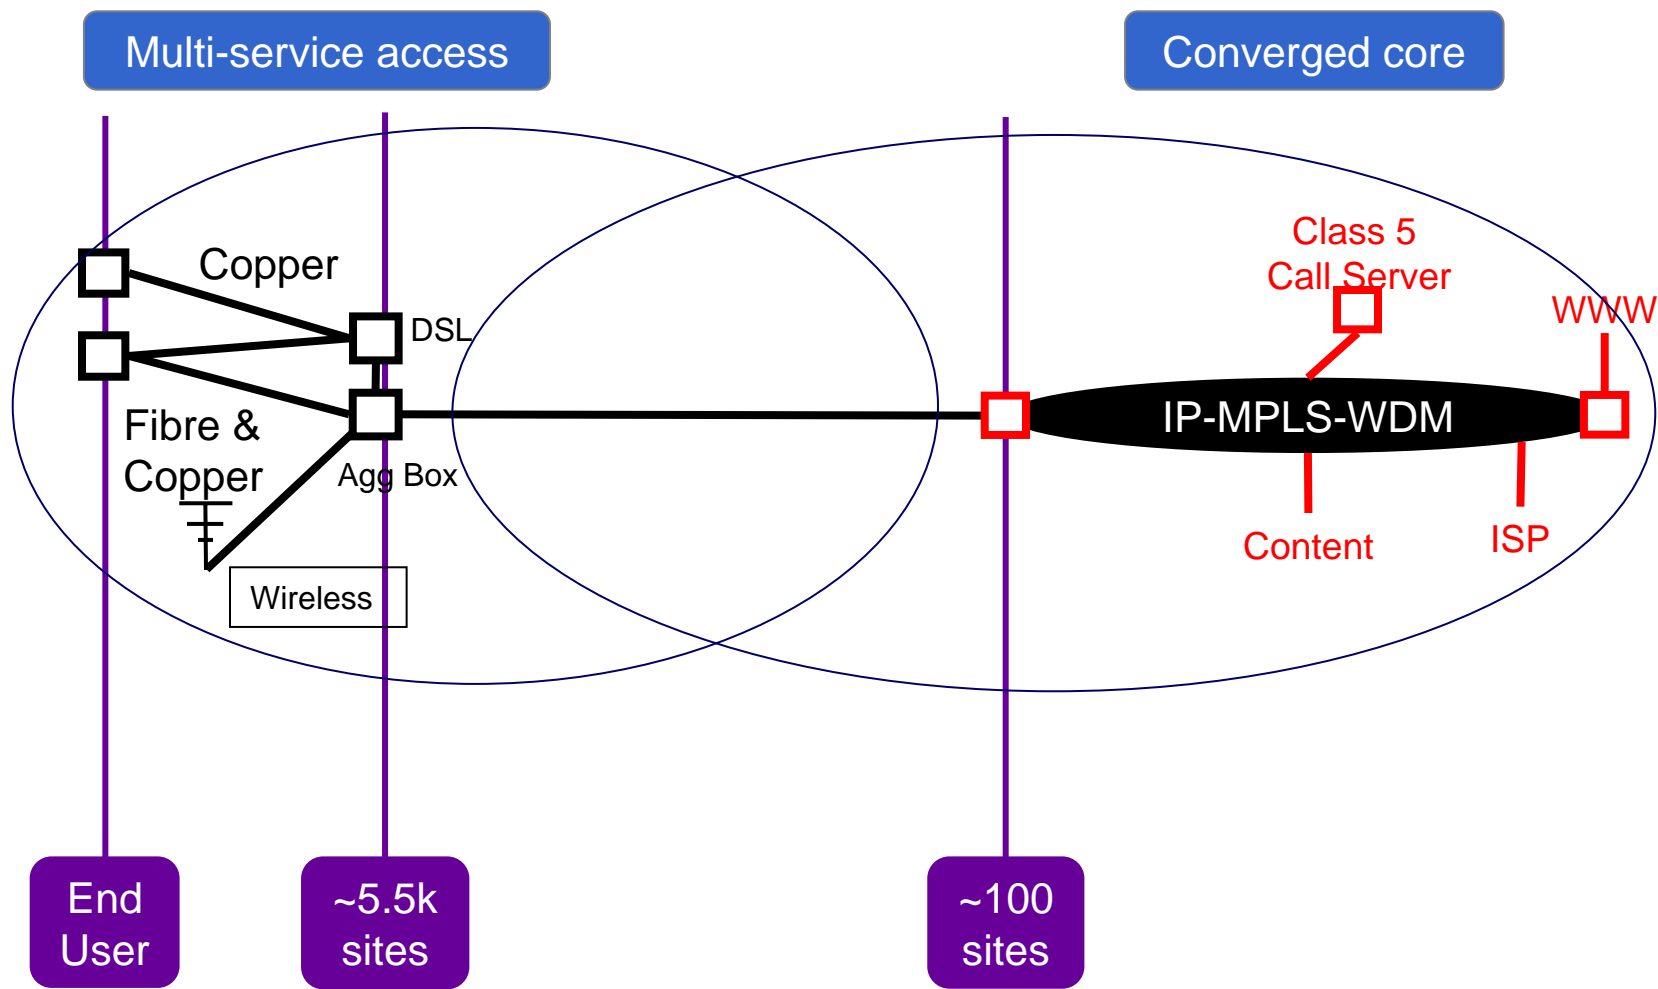 Multi-service access
Converged core
Copper
DSL
Fibre &
Copper
Agg Box
Wireless
Class 5
Call Server
WWW
IP-MPLS-WDM
Content
ISP
End
User
~5.5k
sites
~100
sites